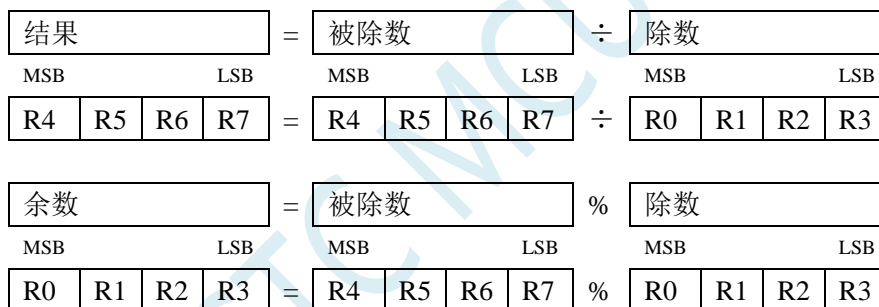 结果 = 被除数 ÷ 除数
MSB LSB MSB LSB MSB LSB
R4 R5 R6 R7 = R4 R5 R6 R7 ÷ R0 R1 R2 R3
余数 = 被除数 % 除数
MSB LSB MSB LSB MSB LSB
R0 R1 R2 R3 = R4 R5 R6 R7 % R0 R1 R2 R3
STC MCU